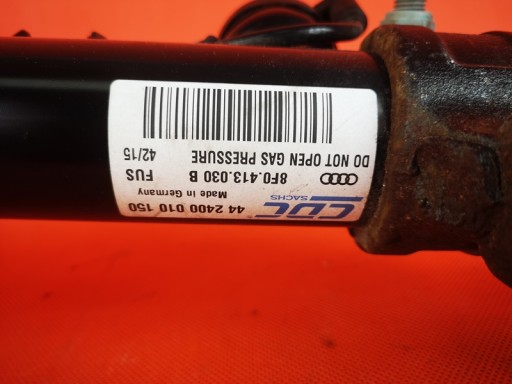 CDC 44 2400 010 150
SACHS Made in Germany
8F0.413.030 B FUS
DO NOT OPEN GAS PRESSURE 42/15